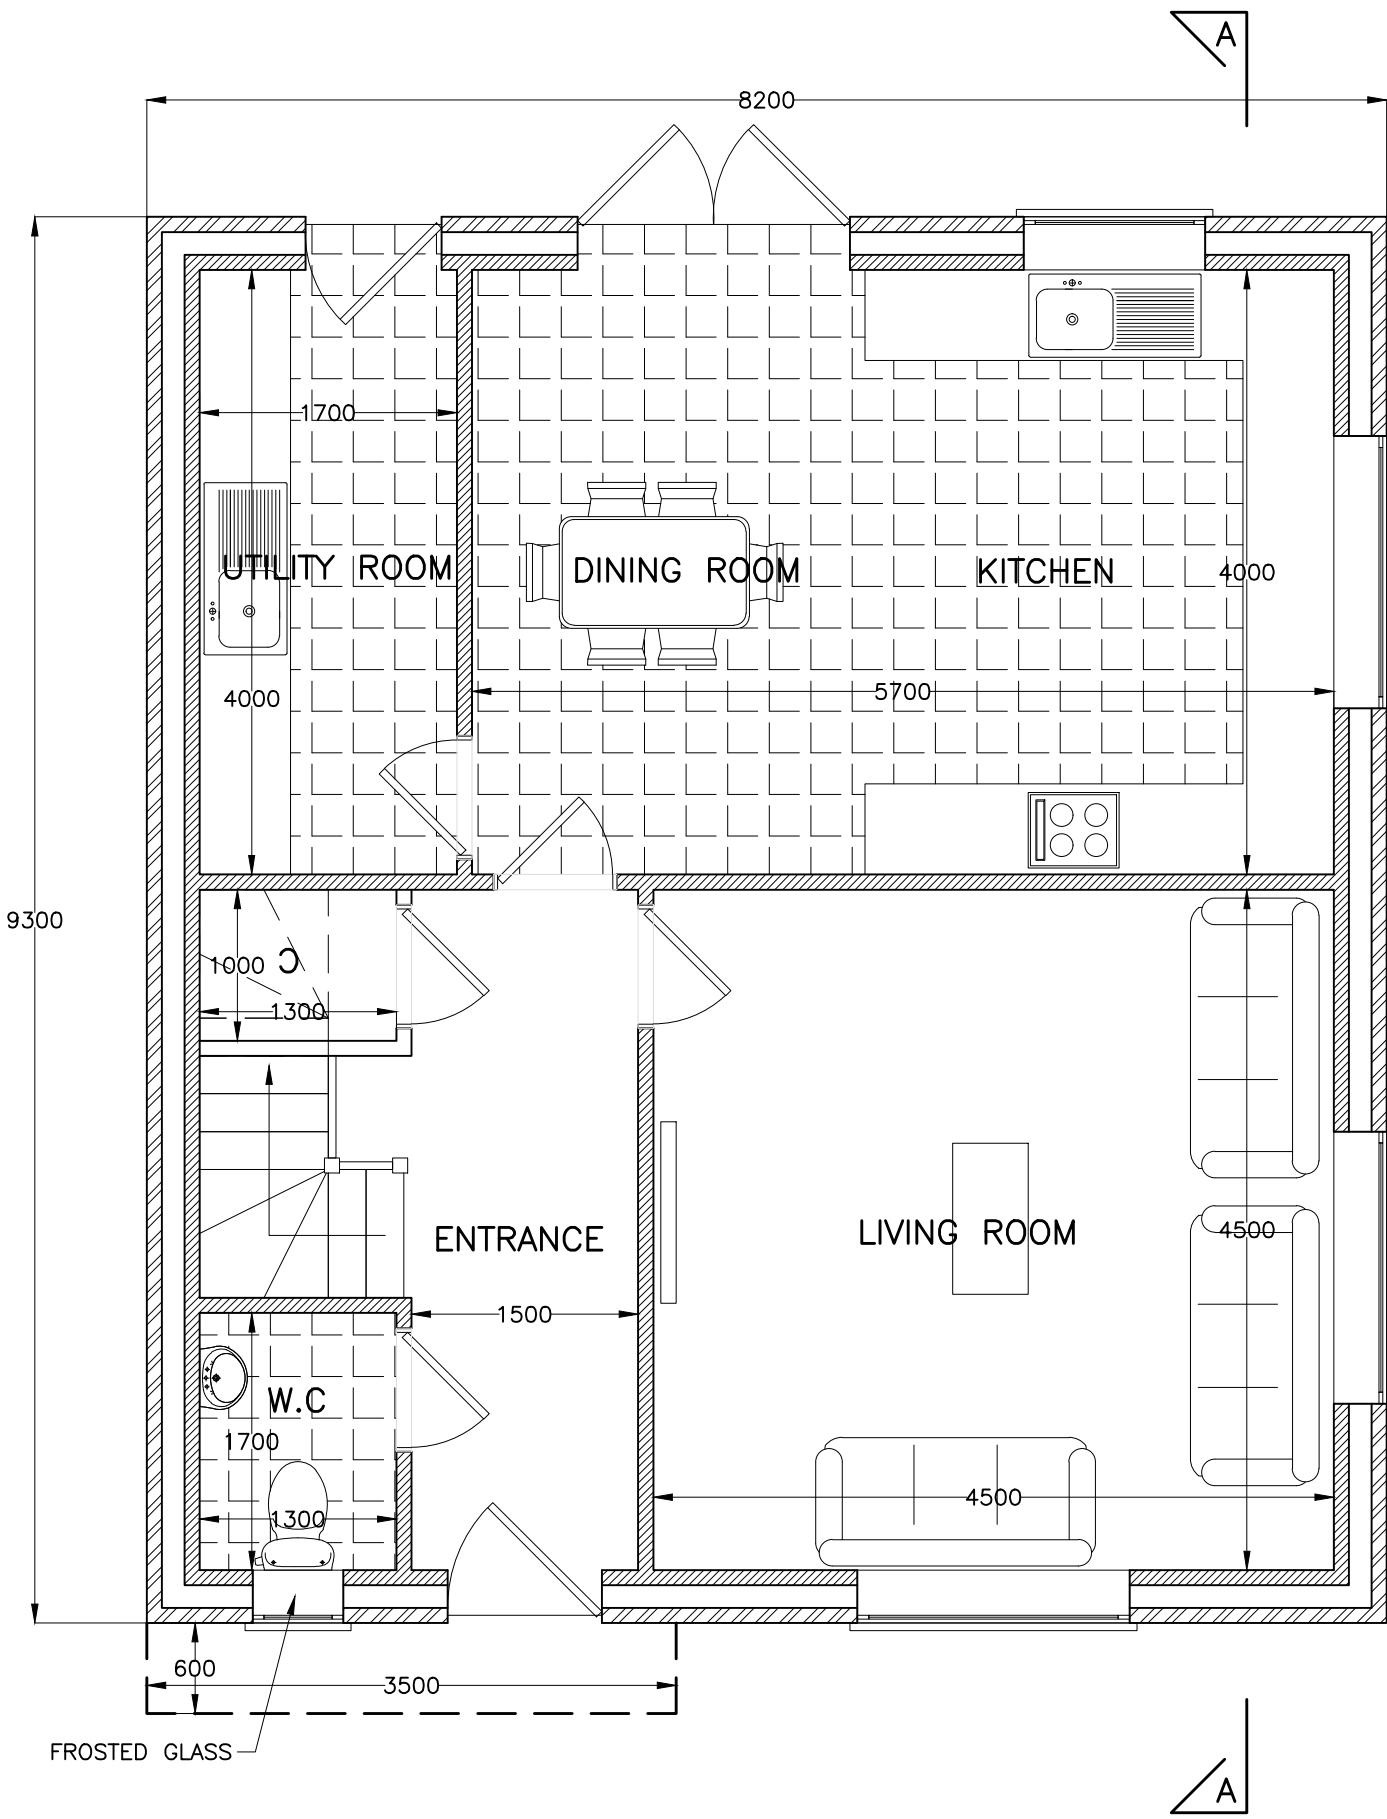 A
8200
1700
UTILITY ROOM
DINING ROOM
KITCHEN
4000
5700
4000
9300
1000
Ɔ
1300
ENTRANCE
LIVING ROOM
4500
1500
W.C
1700
4500
1300
600
3500
FROSTED GLASS
A